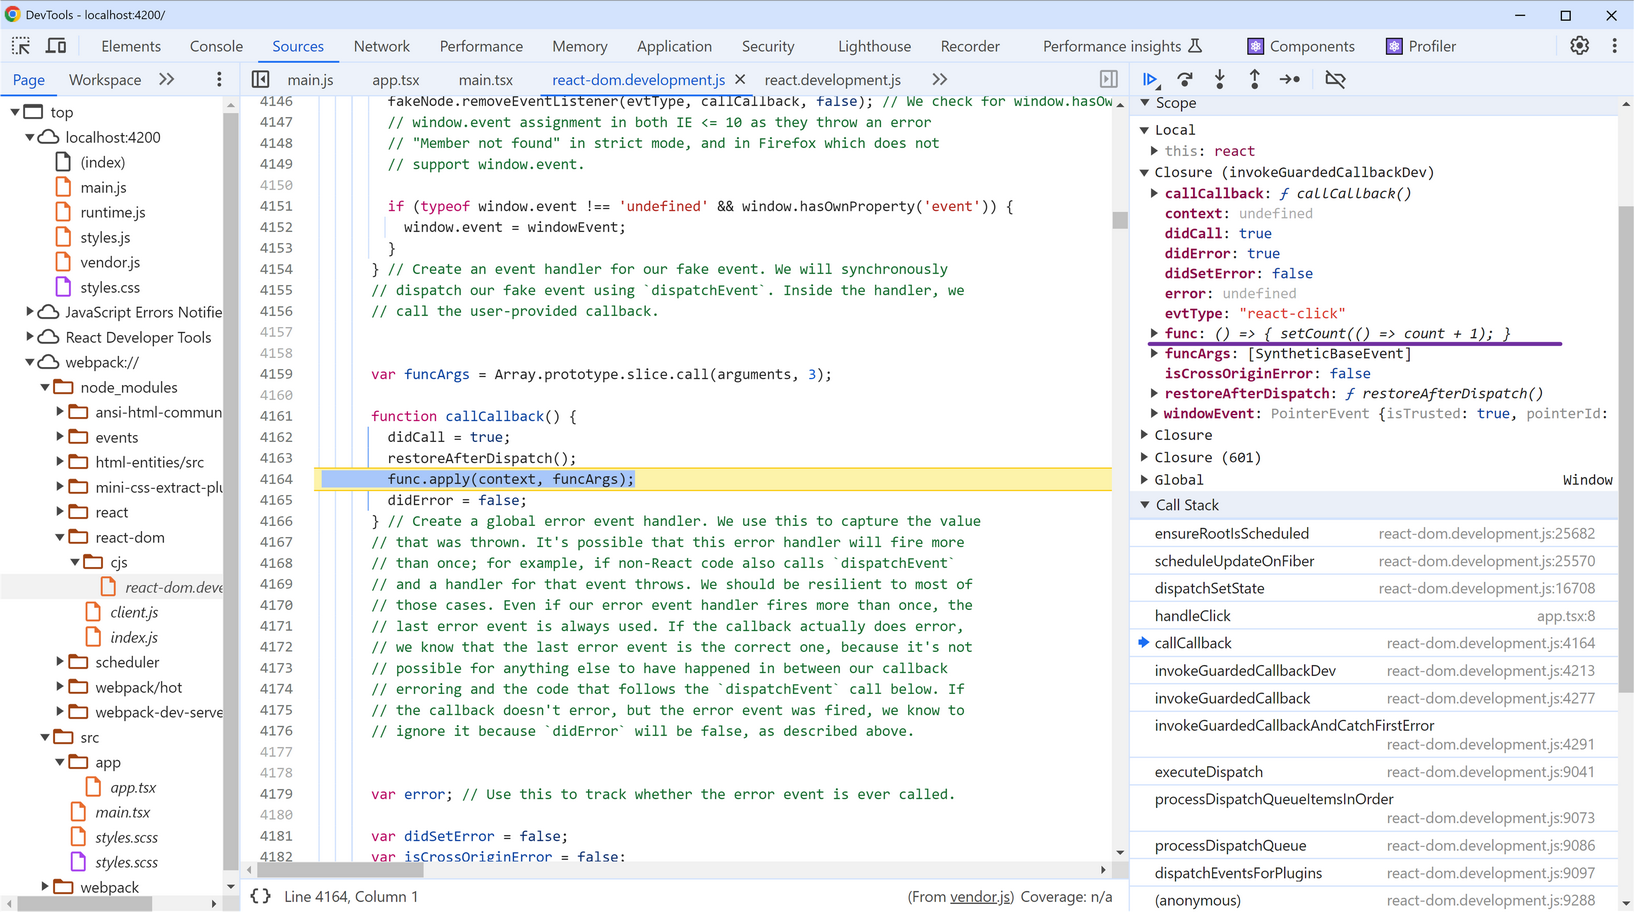 DevTools - localhost:4200/
Elements Console Sources Network Performance Memory Application Security Lighthouse Recorder Performance insights Components Profiler
Page Workspace
main.js app.tsx main.tsx react-dom.development.js react.development.js
top
localhost:4200
(index)
main.js
runtime.js
styles.js
vendor.js
styles.css
JavaScript Errors Notifie
React Developer Tools
webpack://
node_modules
ansi-html-commun
events
html-entities/src
mini-css-extract-plu
react
react-dom
cjs
react-dom.deve
client.js
index.js
scheduler
webpack/hot
webpack-dev-serve
src
app
app.tsx
main.tsx
styles.scss
styles.scss
webpack
4146 fakeNode.removeEventListener(evtType, callCallback, false); // We check for window.hasOw
4147 // window.event assignment in both IE <= 10 as they throw an error
4148 // "Member not found" in strict mode, and in Firefox which does not
4149 // support window.event.
4150
4151 if (typeof window.event !== 'undefined' && window.hasOwnProperty('event')) {
4152 window.event = windowEvent;
4153 }
4154 } // Create an event handler for our fake event. We will synchronously
4155 // dispatch our fake event using `dispatchEvent`. Inside the handler, we
4156 // call the user-provided callback.
4157
4158
4159 var funcArgs = Array.prototype.slice.call(arguments, 3);
4160
4161 function callCallback() {
4162 didCall = true;
4163 restoreAfterDispatch();
4164 func.apply(context, funcArgs);
4165 didError = false;
4166 } // Create a global error event handler. We use this to capture the value
4167 // that was thrown. It's possible that this error handler will fire more
4168 // than once; for example, if non-React code also calls `dispatchEvent`
4169 // and a handler for that event throws. We should be resilient to most of
4170 // those cases. Even if our error event handler fires more than once, the
4171 // last error event is always used. If the callback actually does error,
4172 // we know that the last error event is the correct one, because it's not
4173 // possible for anything else to have happened in between our callback
4174 // erroring and the code that follows the `dispatchEvent` call below. If
4175 // the callback doesn't error, but the error event was fired, we know to
4176 // ignore it because `didError` will be false, as described above.
4177
4178
4179 var error; // Use this to track whether the error event is ever called.
4180
4181 var didSetError = false;
4182 var isCrossOriginError = false;
{} Line 4164, Column 1 (From vendor.js) Coverage: n/a
Scope
Local
this: react
Closure (invokeGuardedCallbackDev)
callCallback: ƒ callCallback()
context: undefined
didCall: true
didError: true
didSetError: false
error: undefined
evtType: "react-click"
func: () => { setCount(() => count + 1); }
funcArgs: [SyntheticBaseEvent]
isCrossOriginError: false
restoreAfterDispatch: ƒ restoreAfterDispatch()
windowEvent: PointerEvent {isTrusted: true, pointerId:
Closure
Closure (601)
Global Window
Call Stack
ensureRootIsScheduled react-dom.development.js:25682
scheduleUpdateOnFiber react-dom.development.js:25570
dispatchSetState react-dom.development.js:16708
handleClick app.tsx:8
callCallback react-dom.development.js:4164
invokeGuardedCallbackDev react-dom.development.js:4213
invokeGuardedCallback react-dom.development.js:4277
invokeGuardedCallbackAndCatchFirstError
react-dom.development.js:4291
executeDispatch react-dom.development.js:9041
processDispatchQueueItemsInOrder
react-dom.development.js:9073
processDispatchQueue react-dom.development.js:9086
dispatchEventsForPlugins react-dom.development.js:9097
(anonymous) react-dom.development.js:9288